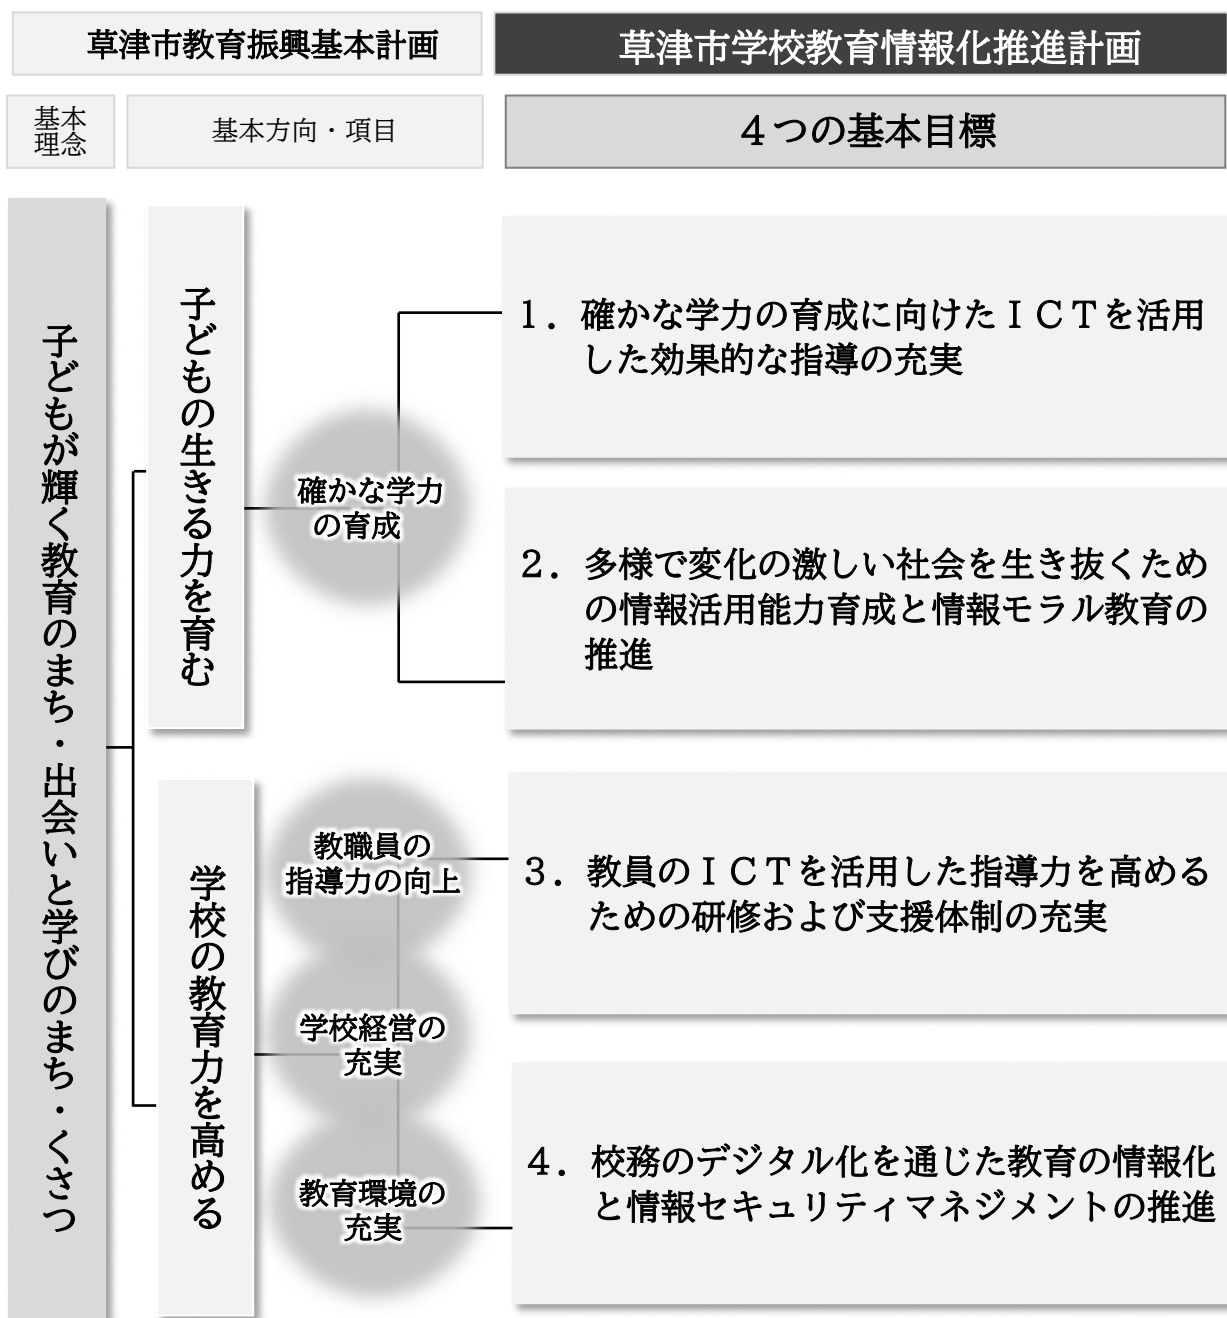 草津市教育振興基本計画
草津市学校教育情報化推進計画
基本
理念
基本方向・項目
４つの基本目標
子どもが輝く教育のまち・出会いと学びのまち・くさつ
子どもの生きる力を育む
確かな学力
の育成
１．確かな学力の育成に向けたＩＣＴを活用
した効果的な指導の充実
２．多様で変化の激しい社会を生き抜くため
の情報活用能力育成と情報モラル教育の
推進
学校の教育力を高める
教職員の
指導力の向上
学校経営の
充実
教育環境の
充実
３．教員のＩＣＴを活用した指導力を高める
ための研修および支援体制の充実
４．校務のデジタル化を通じた教育の情報化
と情報セキュリティマネジメントの推進